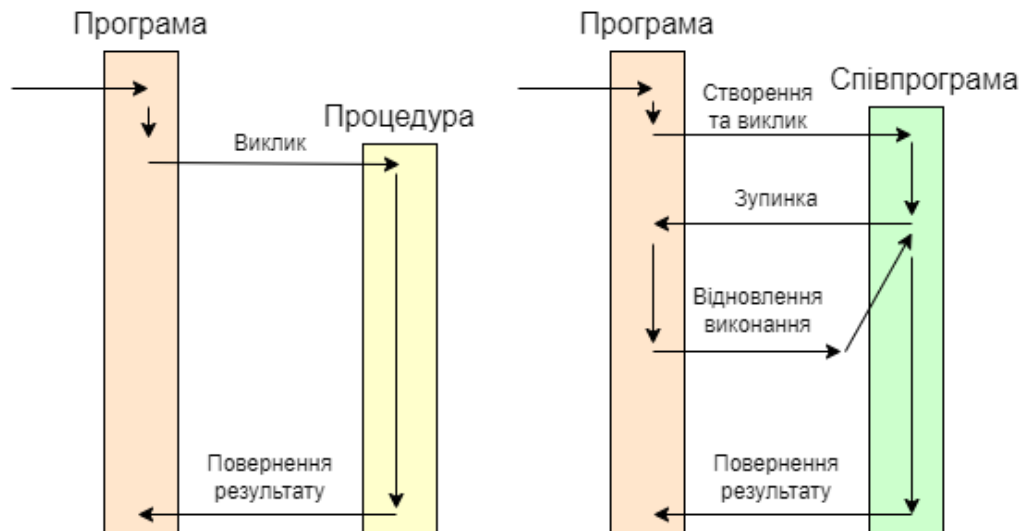 Програма
Процедура
Виклик
Повернення
результату
Програма
Співпрограма
Створення
та виклик
Зупинка
Відновлення
виконання
Повернення
результату